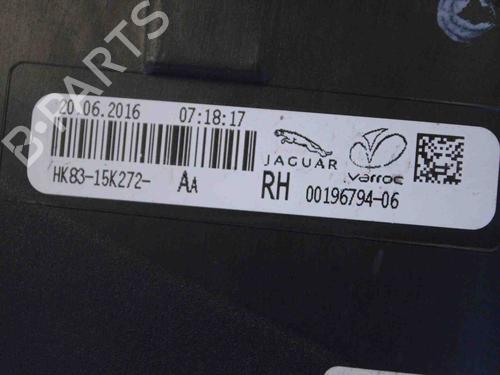 B-PARTS
20.06.2016 07:18:17
JAGUAR varroc
HK83-15K272- AA RH 00196794-06